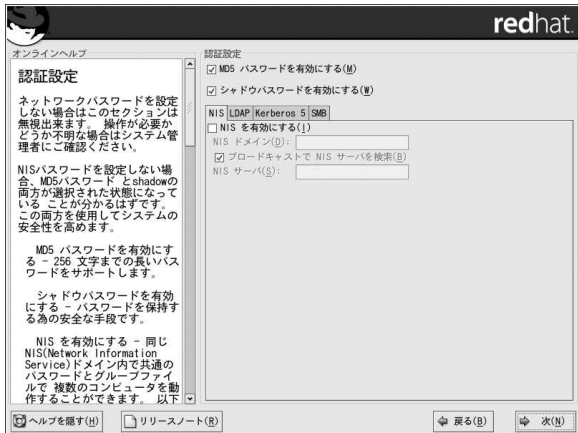 redhat.
オンラインヘルプ
認証設定
ネットワークパスワードを設定
しない場合はこのセクションは
無視出来ます。 操作が必要か
どうか不明な場合はシステム管
理者にご確認ください。
NISパスワードを設定しない場
合、MD5パスワード とshadowの
両方が選択された状態になって
いる ことが分かるはずです。
この両方を使用してシステムの
安全性を高めます。
MD5 パスワードを有効にす
る - 256 文字までの長いパス
ワードをサポートします。
シャドウパスワードを有効
にする - パスワードを保持す
る為の安全な手段です。
NIS を有効にする - 同じ
NIS(Network Information
Service)ドメイン内で共通の
パスワードとグループファイ
ルで 複数のコンピュータを動
作することができます。 以下
認証設定
MD5 パスワードを有効にする(M)
シャドウパスワードを有効にする(W)
NIS LDAP Kerberos 5 SMB
NIS を有効にする(I)
NIS ドメイン(D):
ブロードキャストで NIS サーバを検索(B)
NIS サーバ(S):
ヘルプを隠す(H) リリースノート(R) 戻る(B) 次(N)